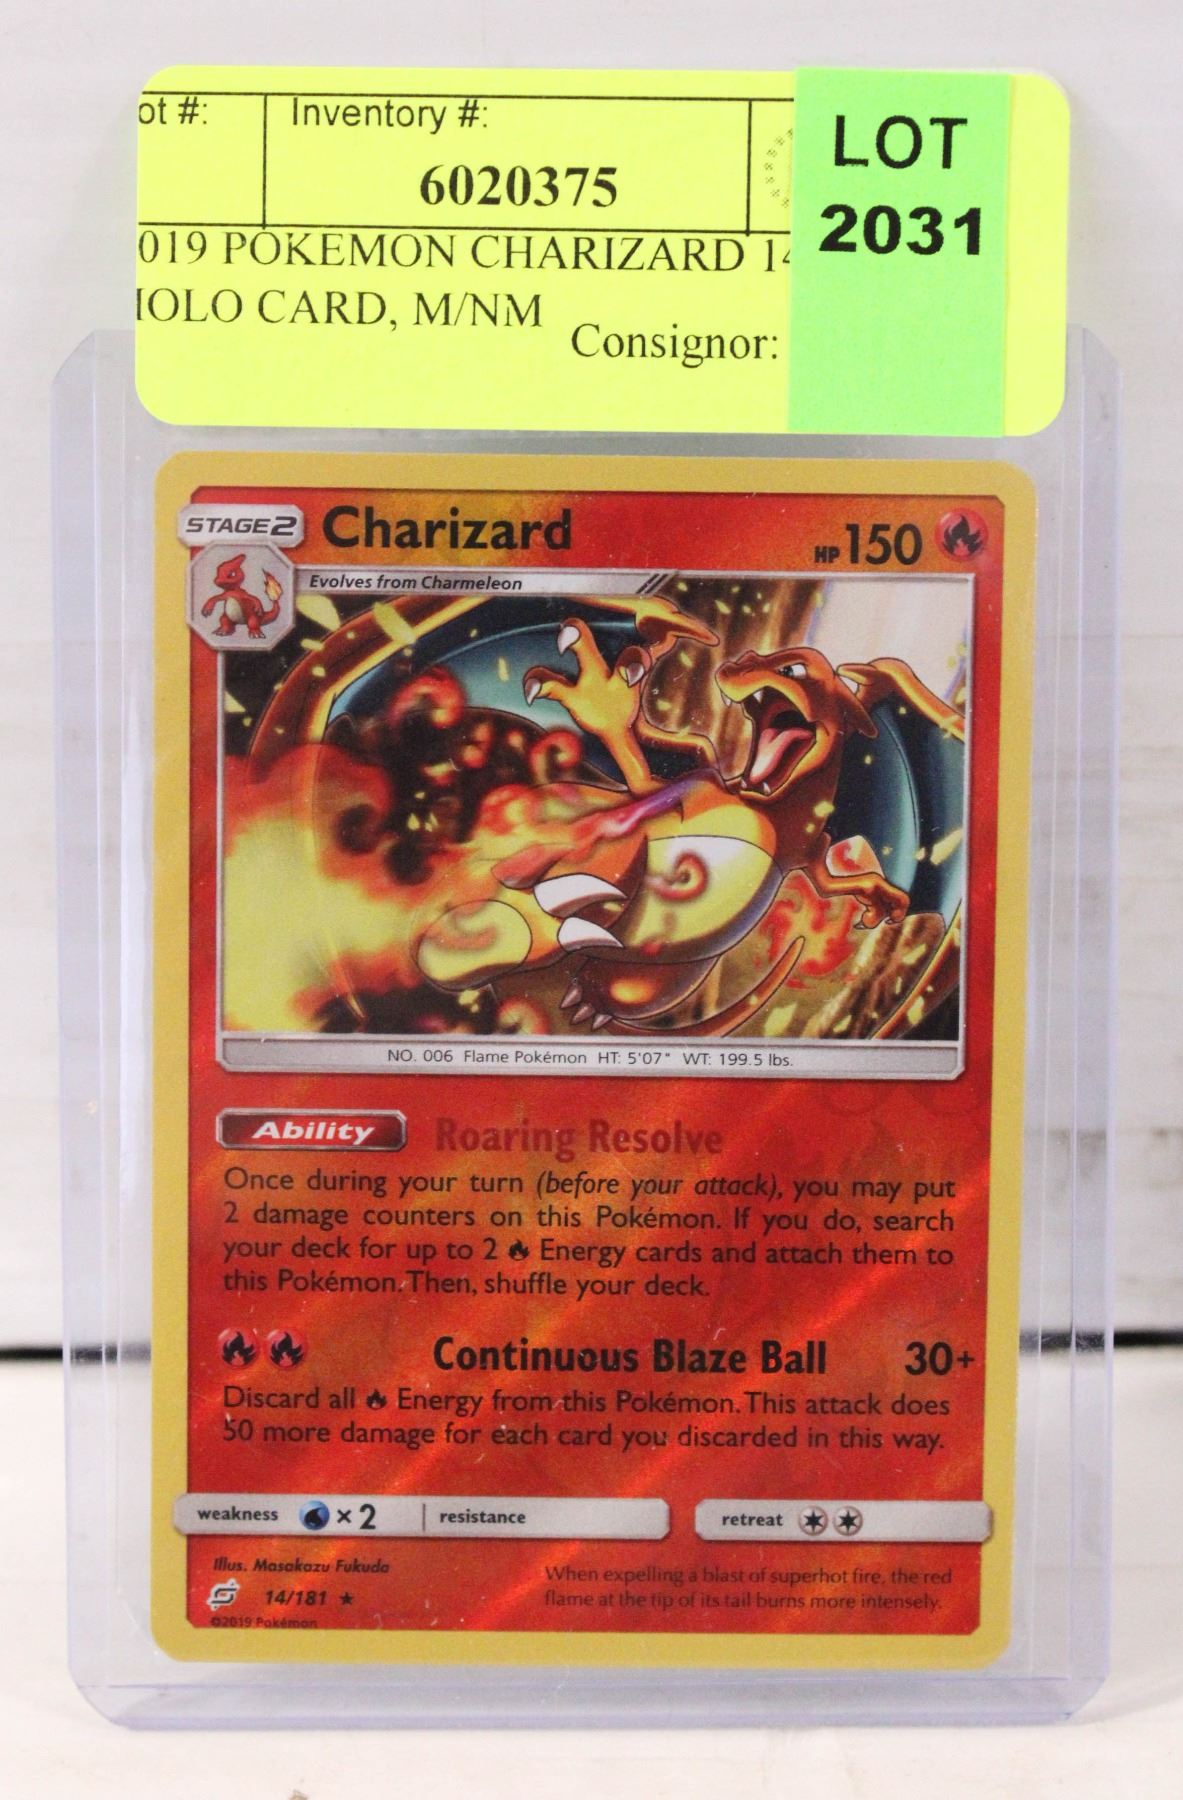 ot #:
Inventory #:
6020375
LOT
2031
019 POKEMON CHARIZARD 14
HOLO CARD, M/NM
Consignor:
STAGE2
Charizard
HP 150
Evolves from Charmeleon
NO. 006 Flame Pokémon HT: 5'07" WT: 199.5 lbs.
Ability Roaring Resolve
Once during your turn (before your attack), you may put
2 damage counters on this Pokémon. If you do, search
your deck for up to 2 Energy cards and attach them to
this Pokémon. Then, shuffle your deck.
Continuous Blaze Ball 30+
Discard all Energy from this Pokémon. This attack does
50 more damage for each card you discarded in this way.
weakness ×2 resistance retreat
Illus. Masakazu Fukuda
14/181
©2019 Pokémon
When expelling a blast of superhot fire, the red
flame at the tip of its tail burns more intensely.